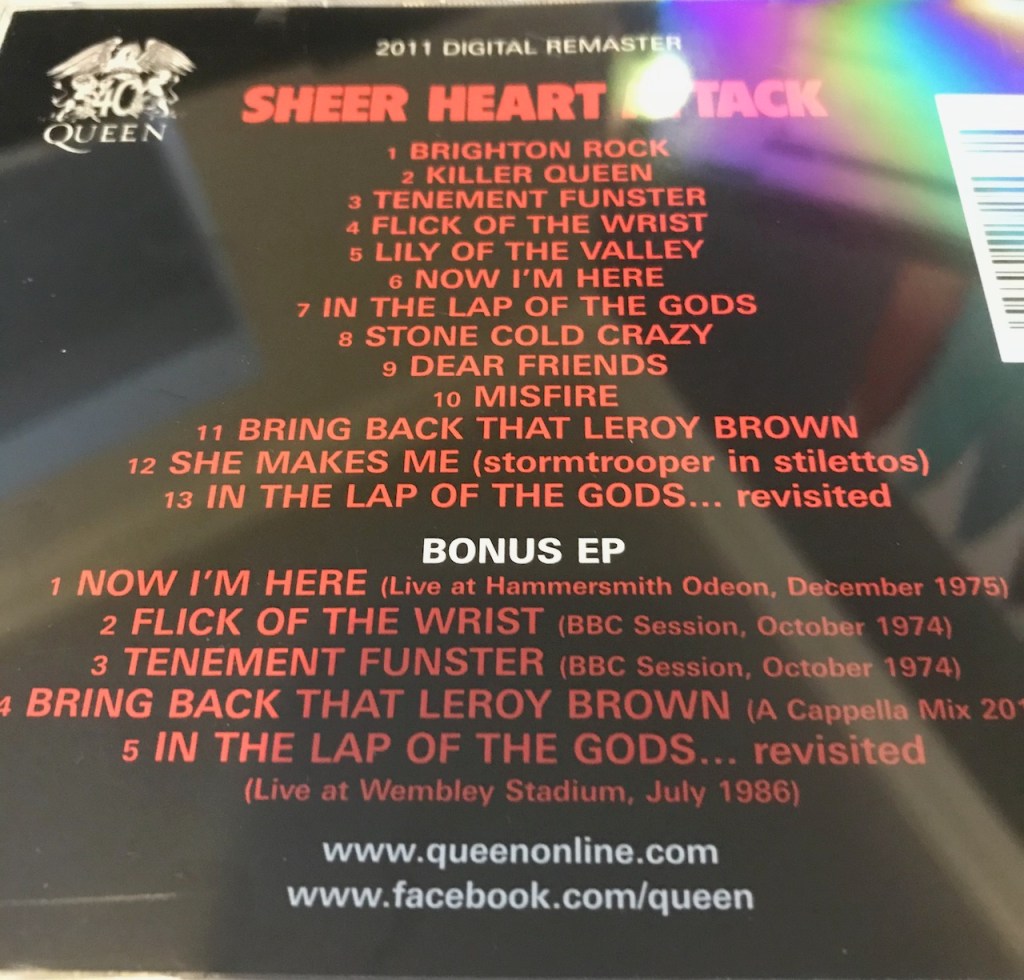 2011 DIGITAL REMASTER
40
QUEEN
SHEER HEART ATTACK
1 BRIGHTON ROCK
2 KILLER QUEEN
3 TENEMENT FUNSTER
4 FLICK OF THE WRIST
5 LILY OF THE VALLEY
6 NOW I'M HERE
7 IN THE LAP OF THE GODS
8 STONE COLD CRAZY
9 DEAR FRIENDS
10 MISFIRE
11 BRING BACK THAT LEROY BROWN
12 SHE MAKES ME (stormtrooper in stilettos)
13 IN THE LAP OF THE GODS... revisited
BONUS EP
1 NOW I'M HERE (Live at Hammersmith Odeon, December 1975)
2 FLICK OF THE WRIST (BBC Session, October 1974)
3 TENEMENT FUNSTER (BBC Session, October 1974)
4 BRING BACK THAT LEROY BROWN (A Cappella Mix
5 IN THE LAP OF THE GODS... revisited
(Live at Wembley Stadium, July 1986)
www.queenonline.com
www.facebook.com/queen